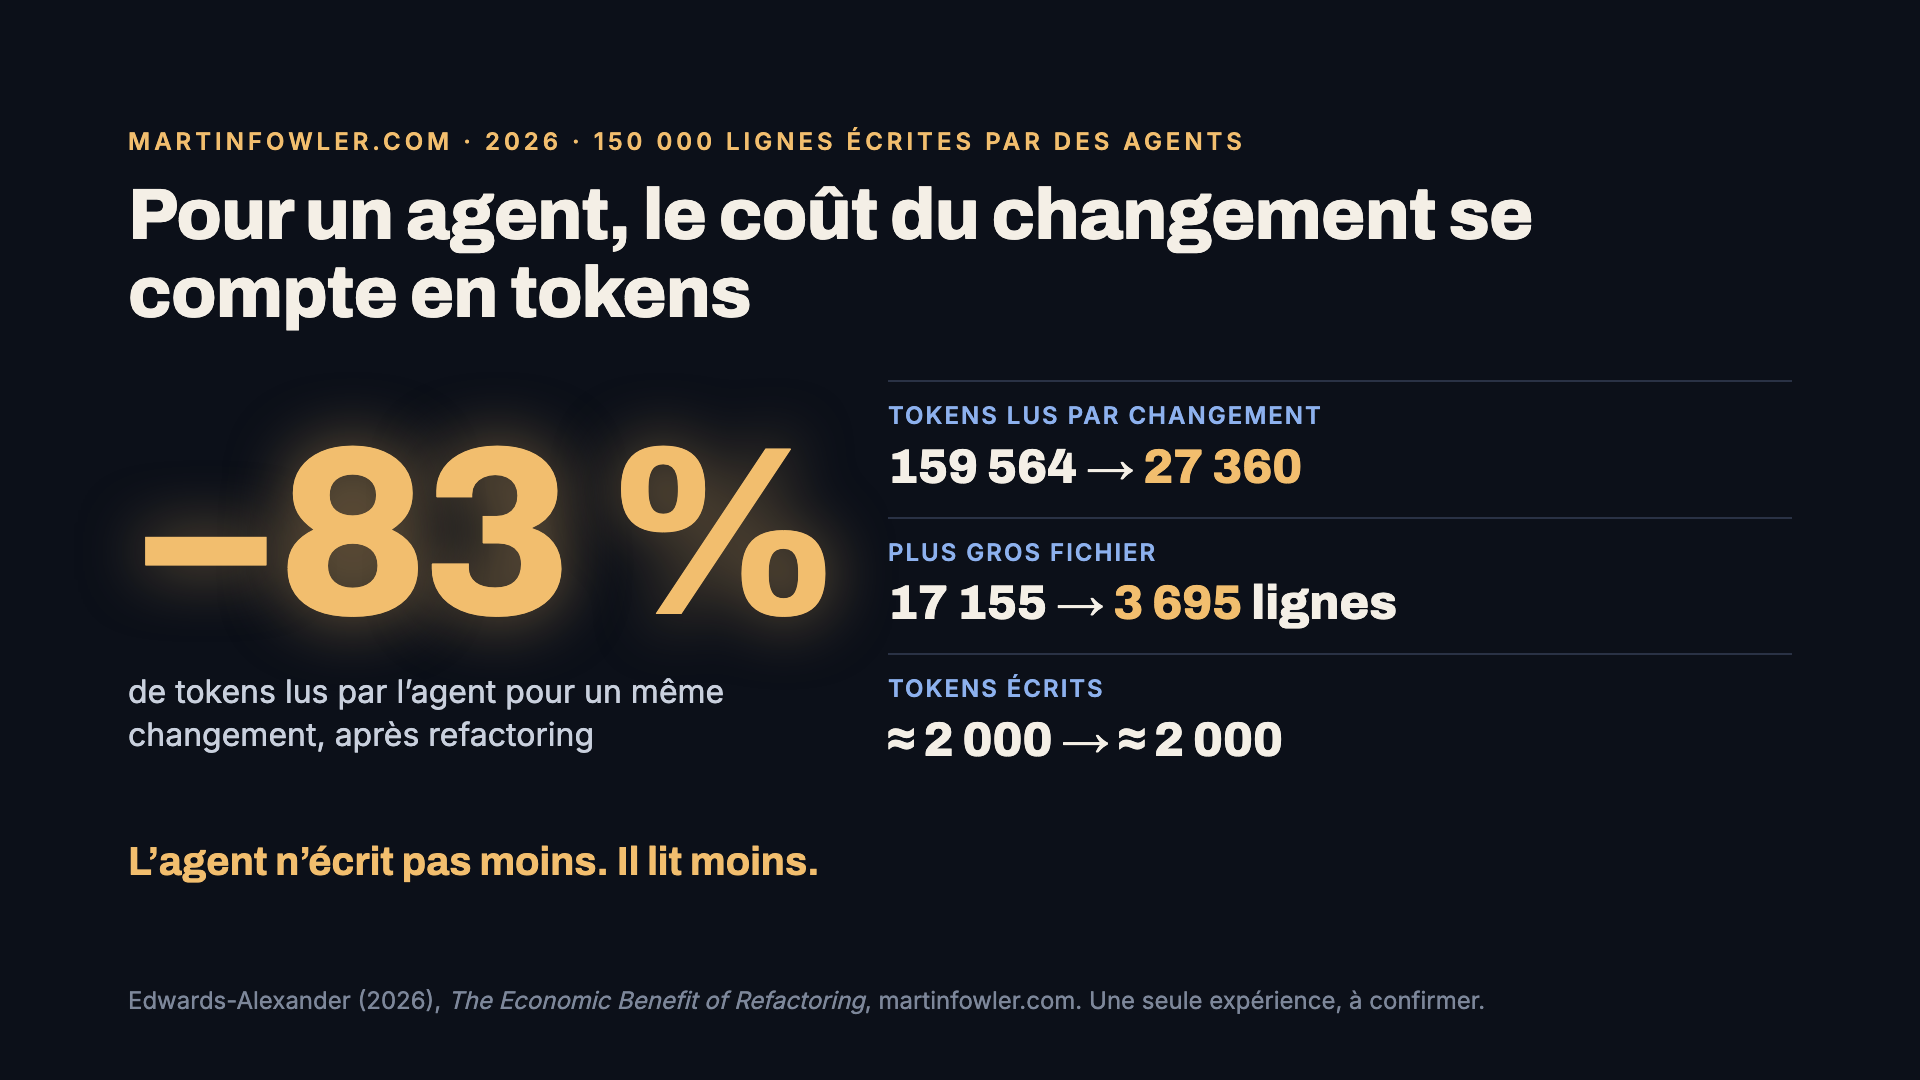 MARTINFOWLER.COM · 2026 · 150 000 LIGNES ÉCRITES PAR DES AGENTS
Pour un agent, le coût du changement se
compte en tokens
−83 %
de tokens lus par l’agent pour un même
changement, après refactoring
TOKENS LUS PAR CHANGEMENT
159 564 → 27 360
PLUS GROS FICHIER
17 155 → 3 695 lignes
TOKENS ÉCRITS
≈ 2 000 → ≈ 2 000
L’agent n’écrit pas moins. Il lit moins.
Edwards-Alexander (2026), The Economic Benefit of Refactoring, martinfowler.com. Une seule expérience, à confirmer.